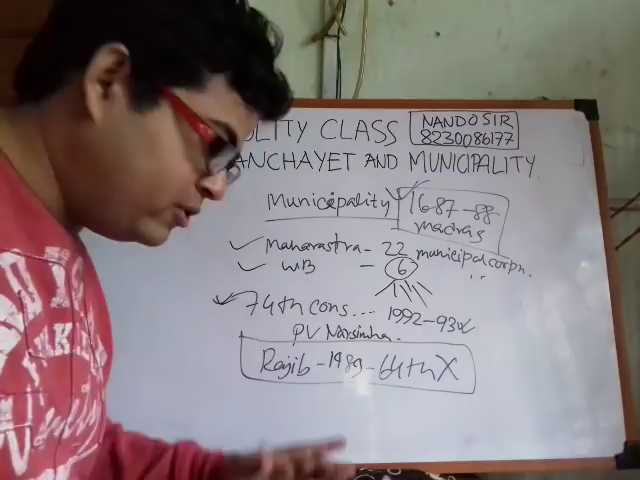 OLITY CLASS
NANDO SIR
8230086177
ANCHAYET AND MUNICIPALITY.
Municipality
1687-88
madras
Maharastra - 22 municipal corpn.
WB - 6 "
74th cons... 1992-93
PV Narsimha.
Rajib - 1989 - 64th X